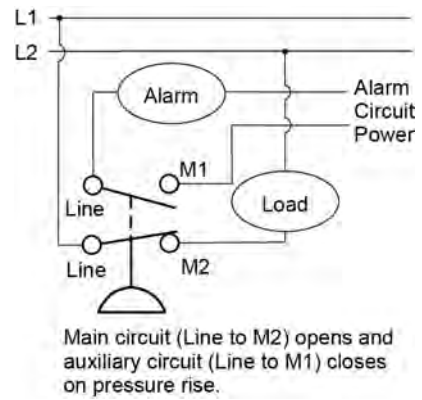 L1
L2
Alarm
Alarm
Circuit
Power
M1
Line
Load
Line
M2
Main circuit (Line to M2) opens and
auxiliary circuit (Line to M1) closes
on pressure rise.